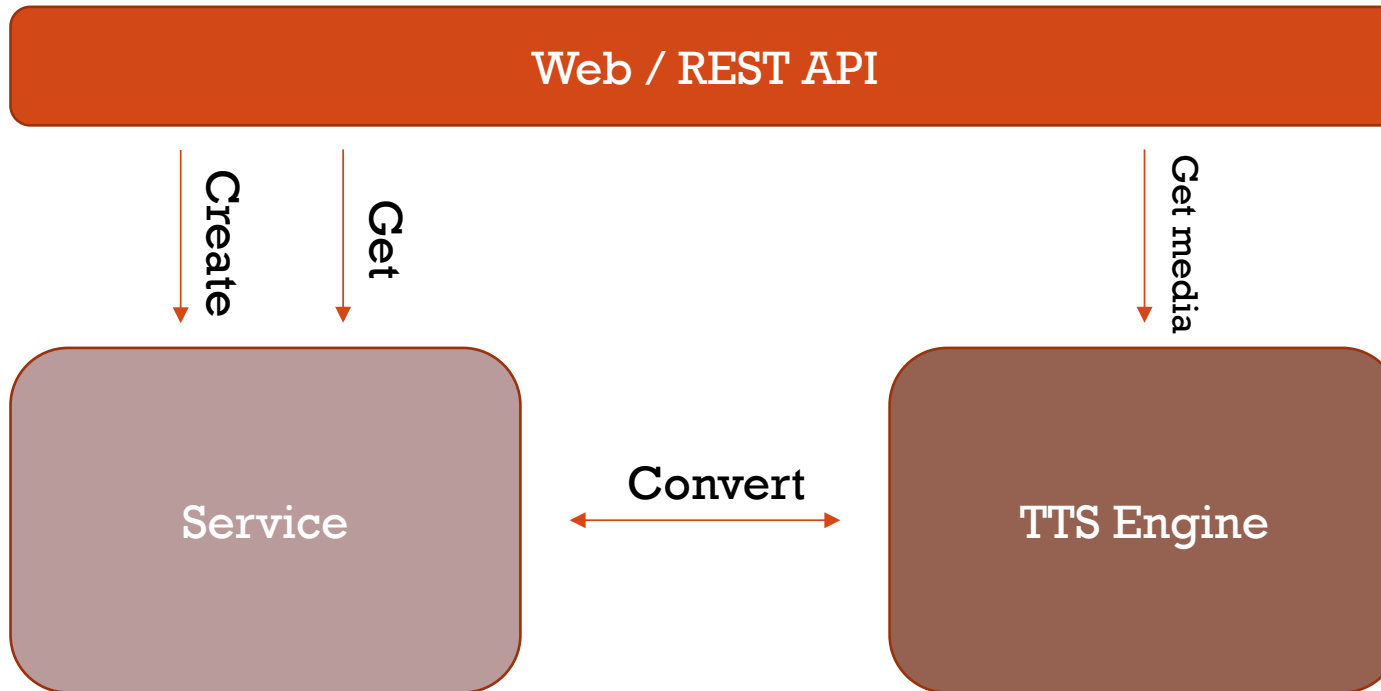 Web / REST API
Create
Get
Get media
Convert
Service
TTS Engine